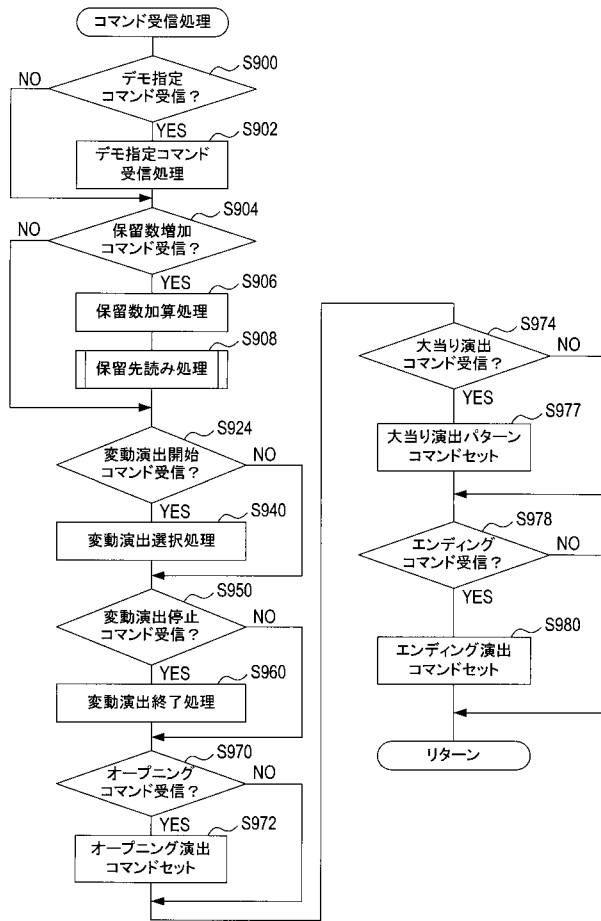 コマンド受信処理
S900
NO
デモ指定
コマンド受信？
YES
S902
デモ指定コマンド
受信処理
S904
NO
保留数増加
コマンド受信？
YES
S906
保留数加算処理
S908
保留先読み処理
S924
変動演出開始
コマンド受信？
NO
YES
S940
変動演出選択処理
S950
変動演出停止
コマンド受信？
NO
YES
S960
変動演出終了処理
S970
オープニング
コマンド受信？
NO
YES
S972
オープニング演出
コマンドセット
S974
大当り演出
コマンド受信？
NO
YES
S977
大当り演出パターン
コマンドセット
S978
エンディング
コマンド受信？
NO
YES
S980
エンディング演出
コマンドセット
リターン